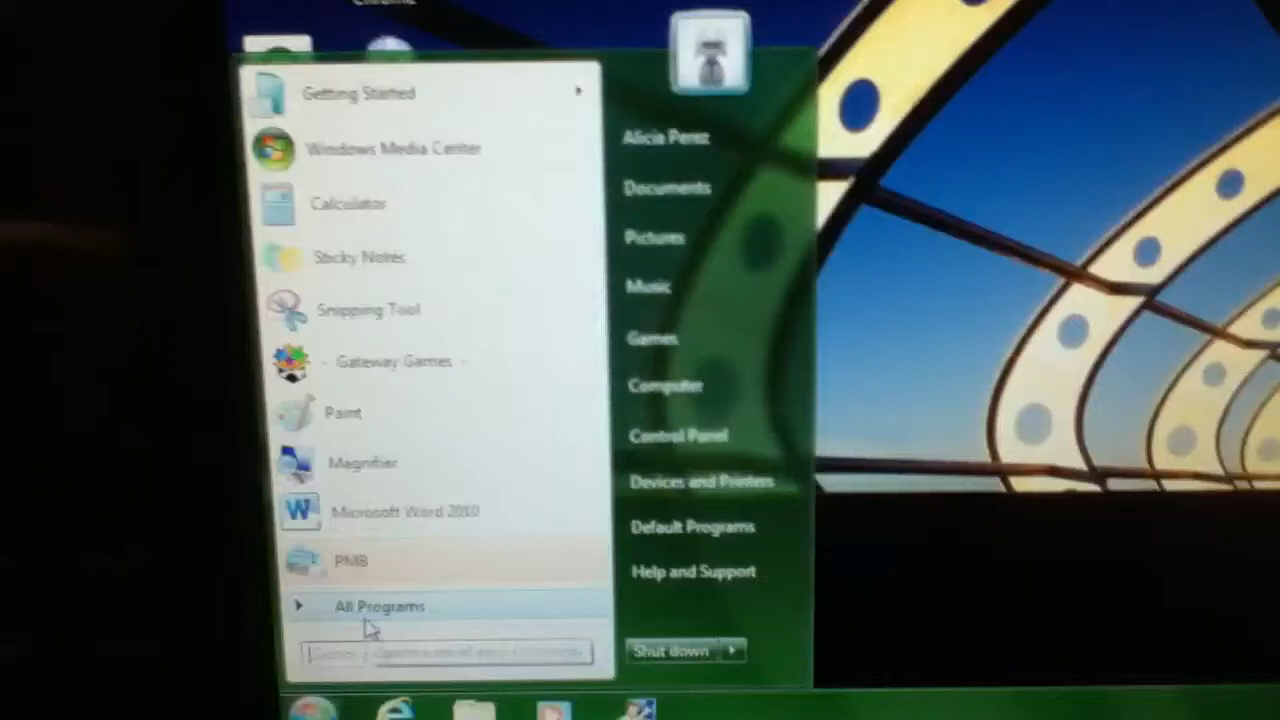 Getting Started
Windows Media Center
Calculator
Sticky Notes
Snipping Tool
- Gateway Games -
Paint
Magnifier
Microsoft Word 2010
PMB
All Programs
Alicia Perez
Documents
Pictures
Music
Games
Computer
Control Panel
Devices and Printers
Default Programs
Help and Support
Shut down